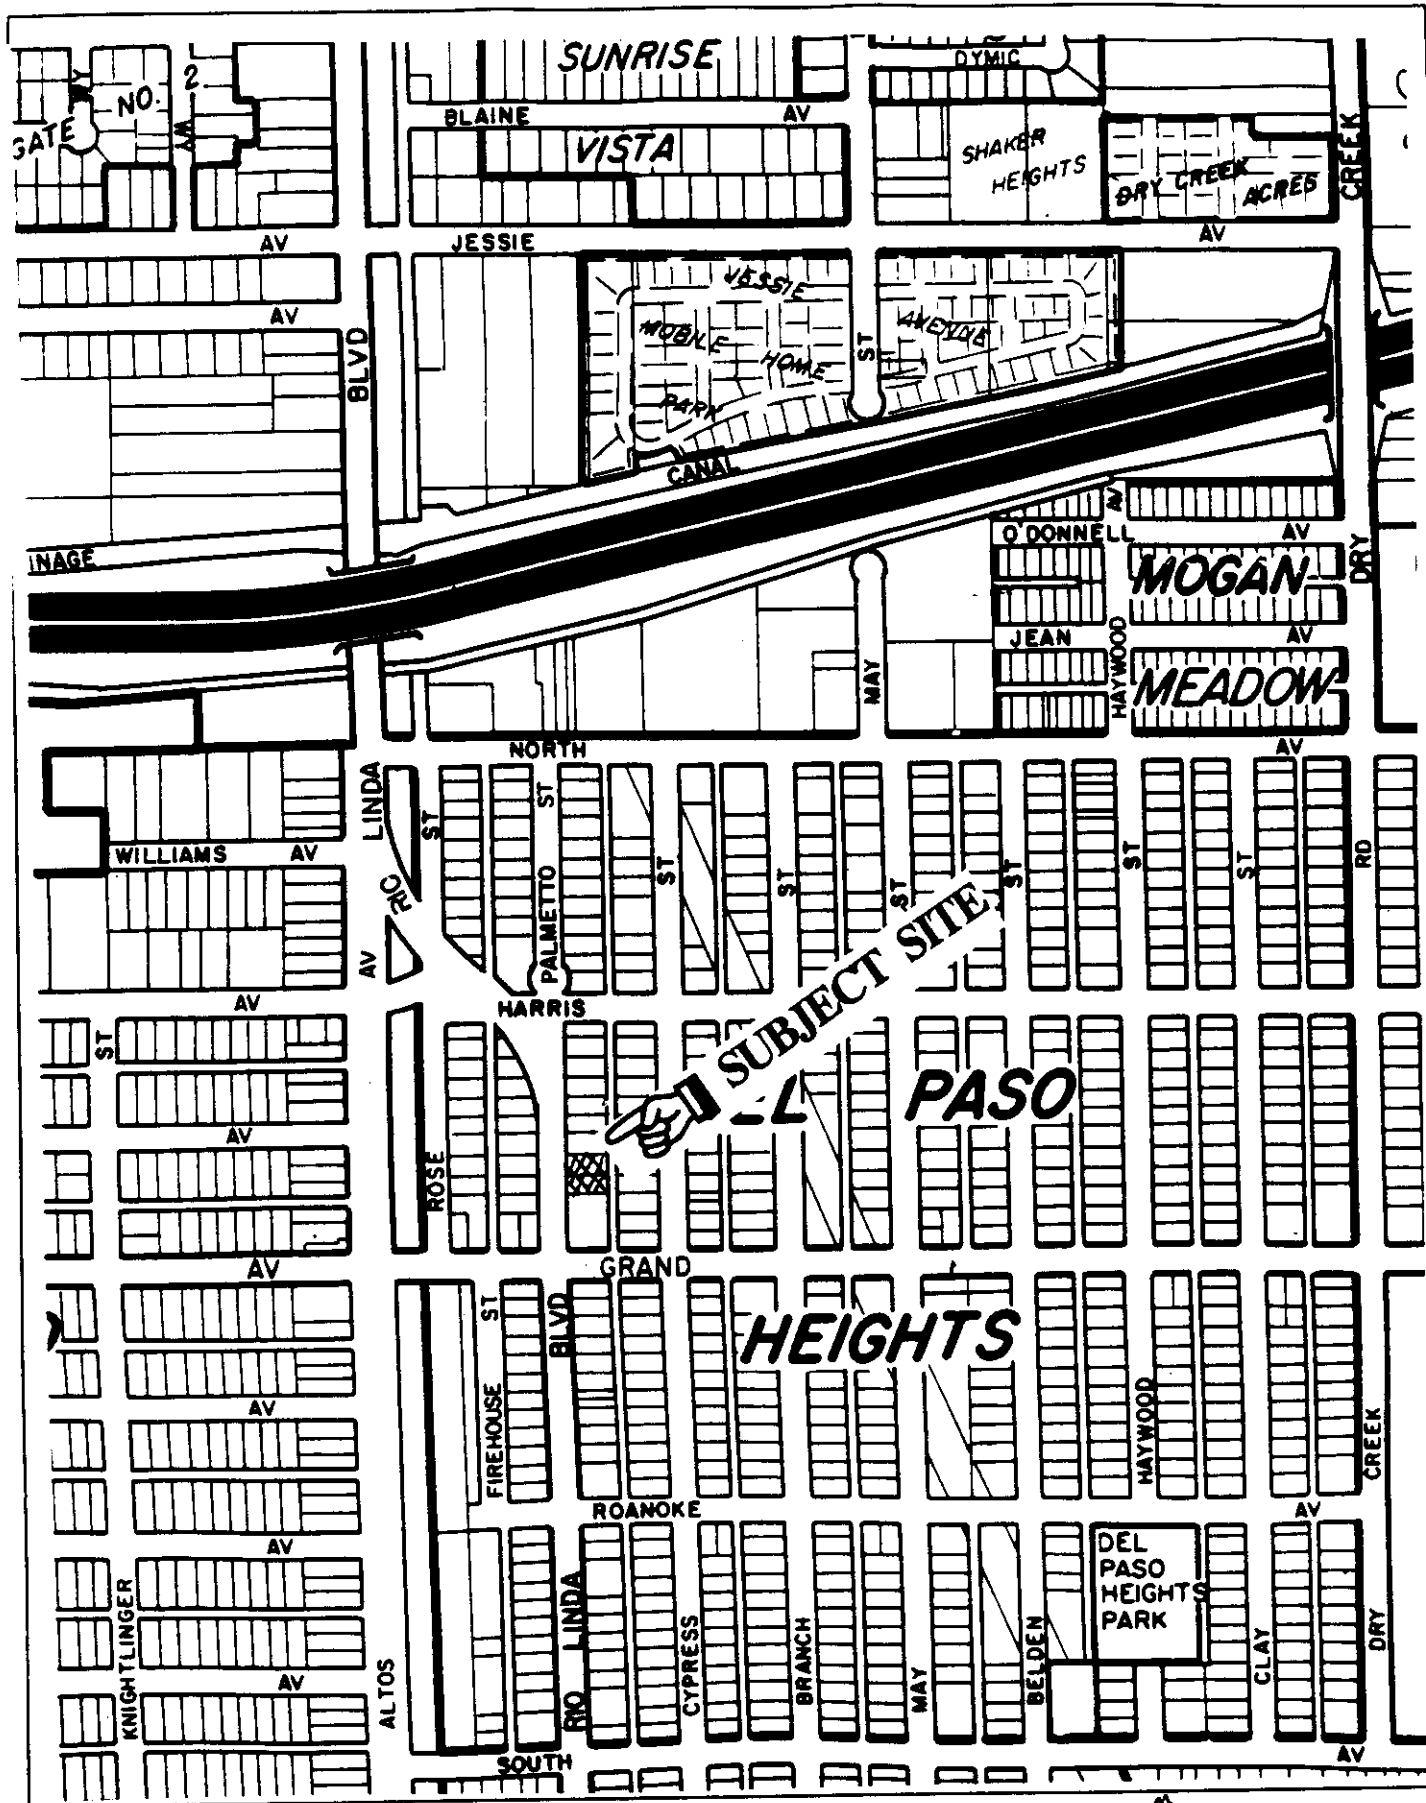 SUNRISE
DYMIC
NO. 2
WY
GATE
WY
BLAINE AV
VISTA
SHAKER
HEIGHTS
DRY CREEK
ACRES
CREEK
AV JESSIE AV
JESSIE
AV
MOBILE
HOME
PARK
AVENUE
ST
BLVD
CANAL
AV
O'DONNELL AV
INAGE
MOGAN
DRY
JEAN AV
HAYWOOD
MAY
MEADOW
NORTH AV
LINDA
ST
PALMETTO ST
ST
ST
ST
ST
ST
ST
RD
WILLIAMS AV
RIO
AV
AV
HARRIS
ST
SUBJECT SITE
EL PASO
AV
ROSE
GRAND
AV
HEIGHTS
FIREHOUSE ST
BLVD
AV
HAYWOOD
CREEK
ROANOKE AV
AV
DEL
PASO
HEIGHTS
PARK
KNIGHTLINGER
ALTOS
RIO LINDA
CYPRESS
BRANCH
MAY
BELDEN
CLAY
DRY
AV
SOUTH AV